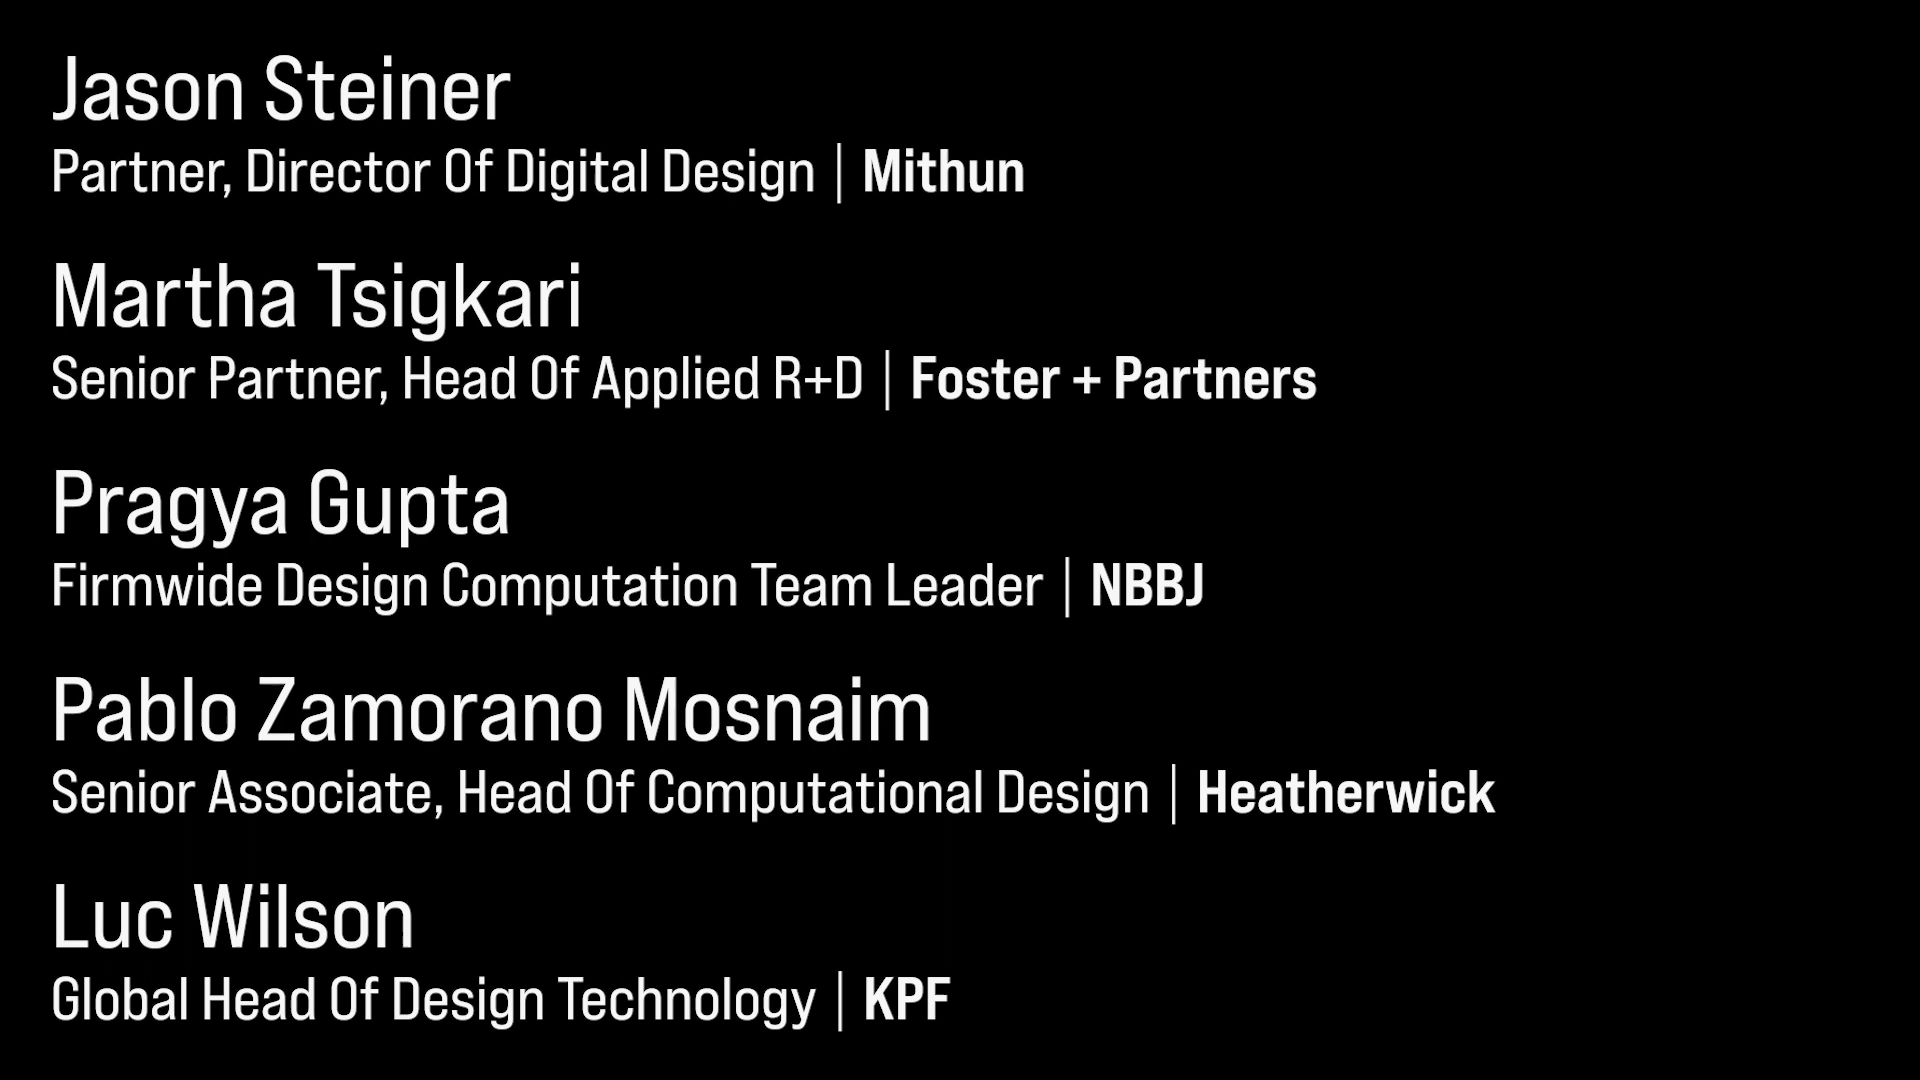 Jason Steiner
Partner, Director Of Digital Design | Mithun
Martha Tsigkari
Senior Partner, Head Of Applied R+D | Foster + Partners
Pragya Gupta
Firmwide Design Computation Team Leader | NBBJ
Pablo Zamorano Mosnaim
Senior Associate, Head Of Computational Design | Heatherwick
Luc Wilson
Global Head Of Design Technology | KPF